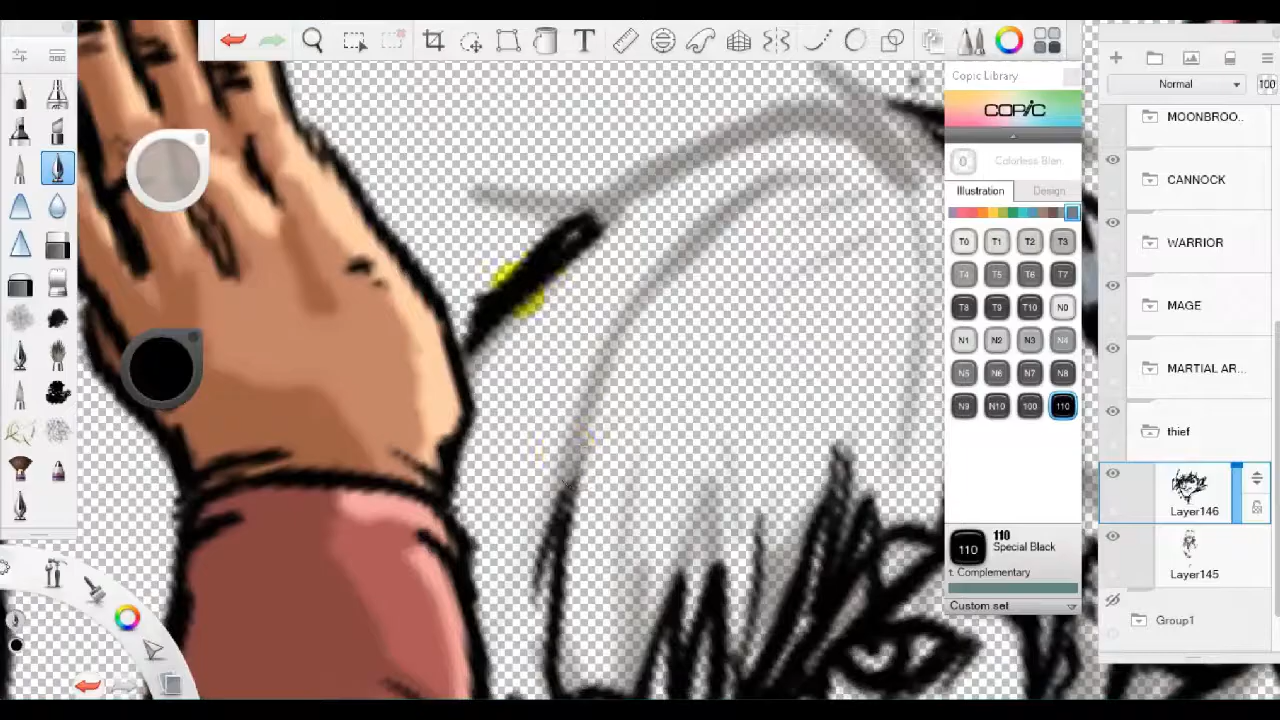 T
Copic Library
COPIC
0 Colorless Blen.
Illustration Design
T0 T1 T2 T3
T4 T5 T6 T7
T8 T9 T10 N0
N1 N2 N3 N4
N5 N6 N7 N8
N9 N10 100 110
110 110
Special Black
t. Complementary
Custom set
Normal 100
MOONBROO..
CANNOCK
WARRIOR
MAGE
MARTIAL AR...
thief
Layer146
Layer145
Group1